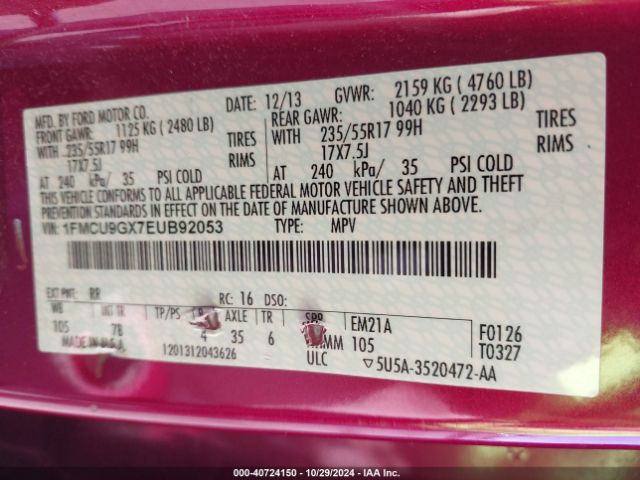 MFD. BY FORD MOTOR CO.
DATE: 12/13 GVWR: 2159 KG ( 4760 LB)
FRONT GAWR: 1125 KG ( 2480 LB) REAR GAWR: 1040 KG ( 2293 LB)
WITH 235/55R17 99H TIRES WITH 235/55R17 99H TIRES
17X7.5J RIMS 17X7.5J RIMS
AT 240 kPa/ 35 PSI COLD AT 240 kPa/ 35 PSI COLD
THIS VEHICLE CONFORMS TO ALL APPLICABLE FEDERAL MOTOR VEHICLE SAFETY AND THEFT
PREVENTION STANDARDS IN EFFECT ON THE DATE OF MANUFACTURE SHOWN ABOVE.
VIN: 1FMCU9GX7EUB92053 TYPE: MPV
EXT PNT: RR RC: 16 DSO:
WB INT TR TP/PS R AXLE TR SPR EM21A F0126
105 78 4 35 6 MM 105 T0327
MADE IN U.S.A. 1201312043626 ULC 5U5A-3520472-AA
000-40724150 • 10/29/2024 - IAA Inc.